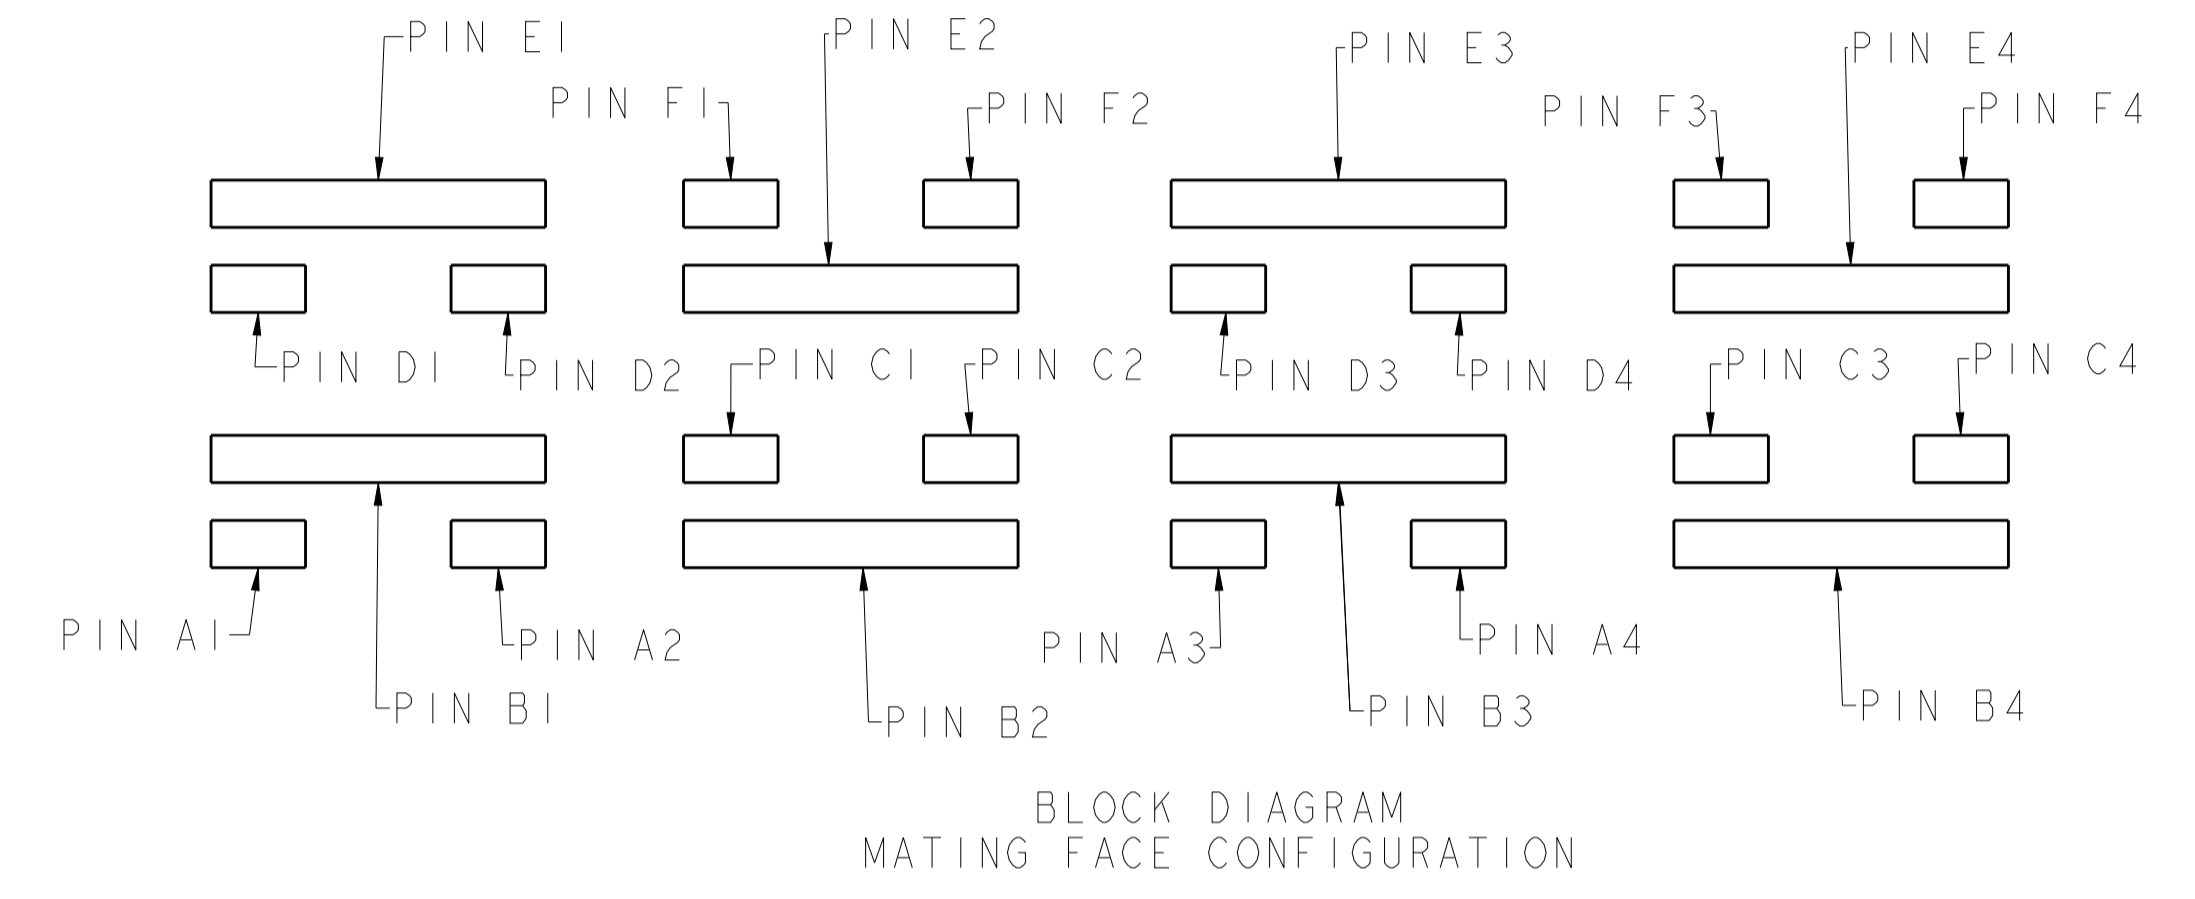 PIN E1
PIN E2
PIN E3
PIN E4
PIN F1
PIN F2
PIN F3
PIN F4
PIN D1
PIN D2
PIN C1
PIN C2
PIN D3
PIN D4
PIN C3
PIN C4
PIN A1
PIN A2
PIN A3
PIN A4
PIN B1
PIN B2
PIN B3
PIN B4
BLOCK DIAGRAM
MATING FACE CONFIGURATION